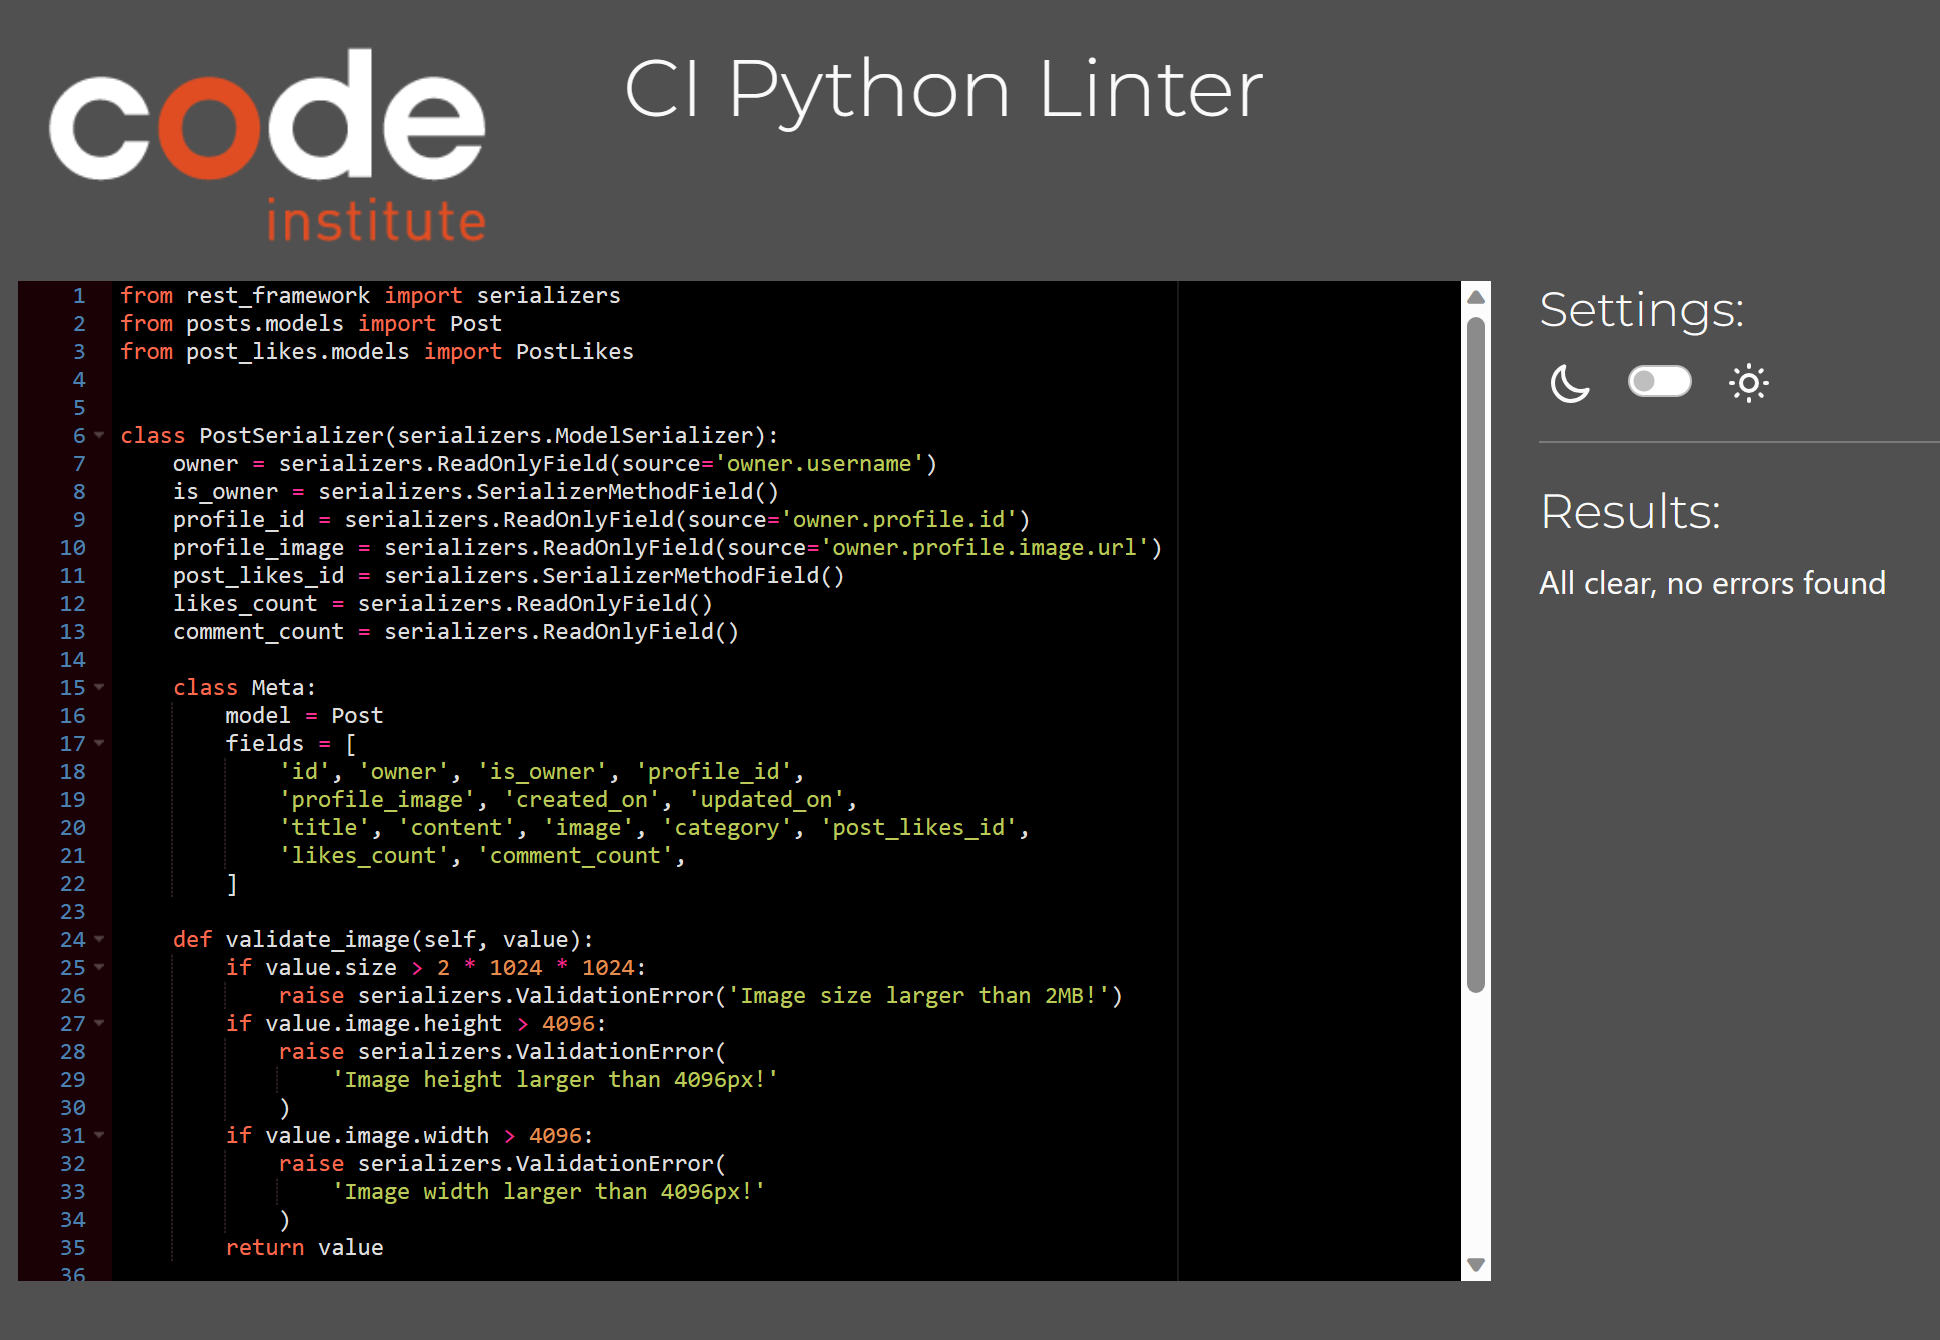 code
institute
CI Python Linter
1 from rest_framework import serializers
2 from posts.models import Post
3 from post_likes.models import PostLikes
4
5
6 class PostSerializer(serializers.ModelSerializer):
7     owner = serializers.ReadOnlyField(source='owner.username')
8     is_owner = serializers.SerializerMethodField()
9     profile_id = serializers.ReadOnlyField(source='owner.profile.id')
10     profile_image = serializers.ReadOnlyField(source='owner.profile.image.url')
11     post_likes_id = serializers.SerializerMethodField()
12     likes_count = serializers.ReadOnlyField()
13     comment_count = serializers.ReadOnlyField()
14
15     class Meta:
16         model = Post
17         fields = [
18             'id', 'owner', 'is_owner', 'profile_id',
19             'profile_image', 'created_on', 'updated_on',
20             'title', 'content', 'image', 'category', 'post_likes_id',
21             'likes_count', 'comment_count',
22         ]
23
24     def validate_image(self, value):
25         if value.size > 2 * 1024 * 1024:
26             raise serializers.ValidationError('Image size larger than 2MB!')
27         if value.image.height > 4096:
28             raise serializers.ValidationError(
29                 'Image height larger than 4096px!'
30             )
31         if value.image.width > 4096:
32             raise serializers.ValidationError(
33                 'Image width larger than 4096px!'
34             )
35         return value
36
Settings:
Results:
All clear, no errors found